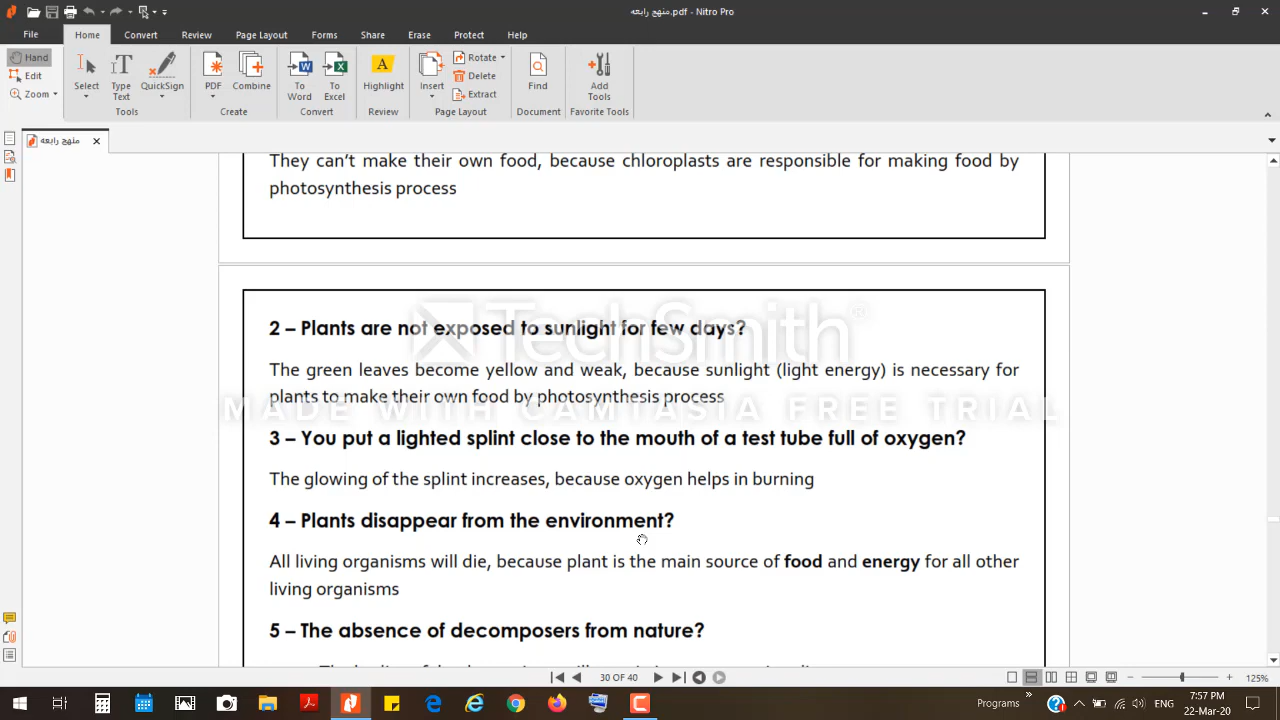 منهج رابعه.pdf - Nitro Pro
File Home Convert Review Page Layout Forms Share Erase Protect Help
Hand
Edit
Zoom
Select
Type Text
QuickSign
Tools
PDF
Combine
Create
To Word
To Excel
Convert
Highlight
Review
Insert
Rotate
Delete
Extract
Page Layout
Find
Document
Add Tools
Favorite Tools
منهج رابعه
They can't make their own food, because chloroplasts are responsible for making food by
photosynthesis process
2 – Plants are not exposed to sunlight for few days?
The green leaves become yellow and weak, because sunlight (light energy) is necessary for
plants to make their own food by photosynthesis process
3 – You put a lighted splint close to the mouth of a test tube full of oxygen?
The glowing of the splint increases, because oxygen helps in burning
4 – Plants disappear from the environment?
All living organisms will die, because plant is the main source of food and energy for all other
living organisms
5 – The absence of decomposers from nature?
TechSmith®
MADE WITH CAMTASIA FREE TRIAL
30 OF 40
125%
Programs
ENG
7:57 PM
22-Mar-20